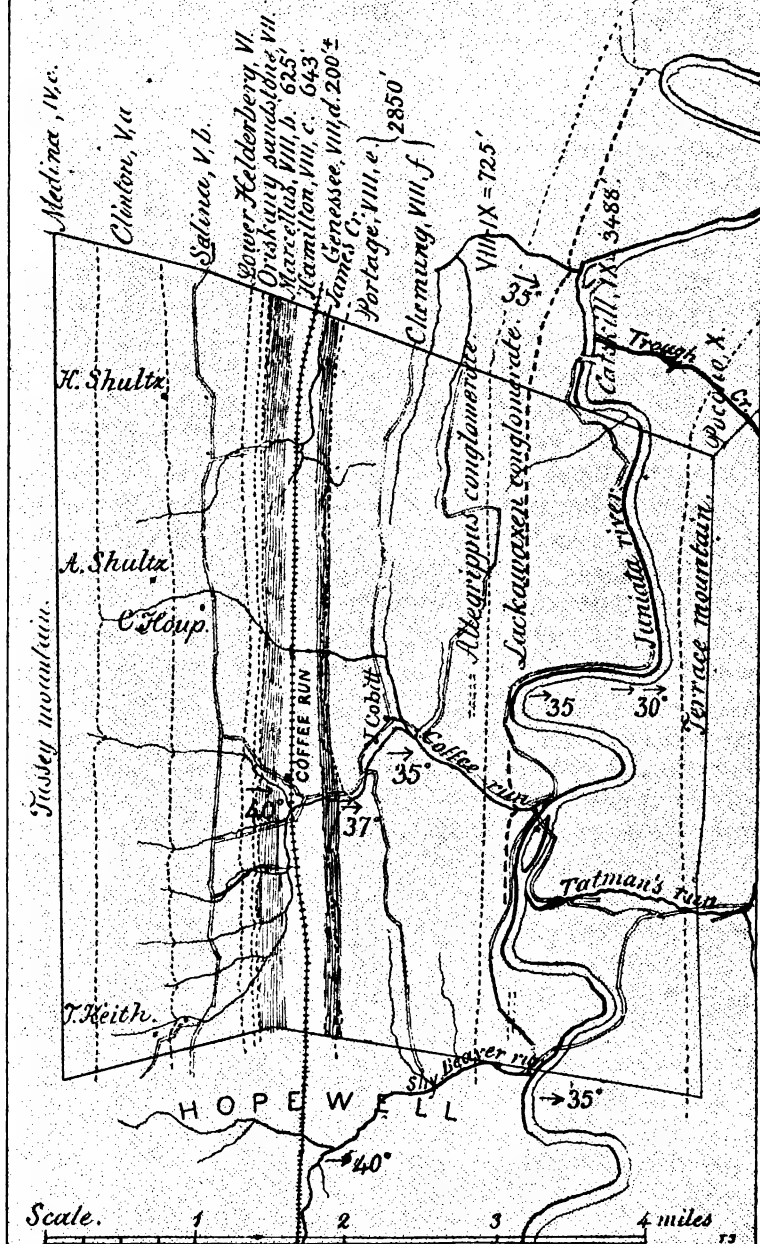 Medina, IV, c.
Clinton, V, a
Salina, V b.
Lower Helderberg, VI.
Oriskany sandstone, VII
Marcellus, VIII, b. 625'
Hamilton, VIII, c. 643'
Genessee, VIII, d. 200'±
James Cr.
Portage, VIII, e.
Chemung, VIII, f
2850'
VIII-IX = 725'
35°
Catskill, IX = 3488'
Trough
Cr.
Pocono, X.
H. Shultz
Allegrippus conglomerate
Lackawaxen conglomerate
Juniata river
Terrace mountain.
A. Shultz
C. Houp.
Tussey mountain.
COFFEE RUN
Cobitt
Coffee run
35
30°
35°
40°
37°
Tatman's run
T. Keith.
Shy beaver run
HOPEWELL
35°
40°
Scale.
1
2
3
4 miles